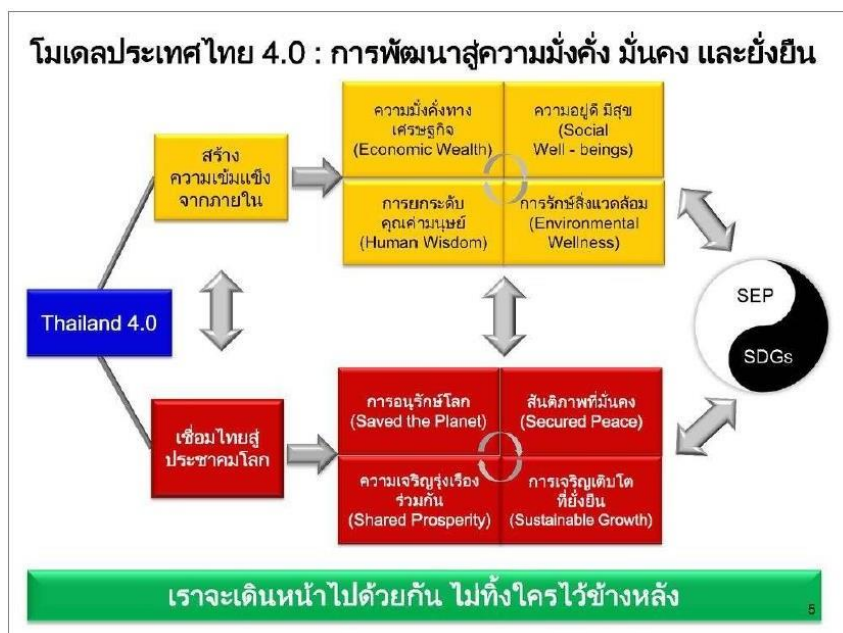 โมเดลประเทศไทย 4.0 : การพัฒนาสู่ความมั่งคั่ง มั่นคง และยั่งยืน
ความมั่งคั่งทาง
เศรษฐกิจ
(Economic Wealth)
ความอยู่ดี มีสุข
(Social
Well - beings)
สร้าง
ความเข้มแข็ง
จากภายใน
การยกระดับ
คุณค่ามนุษย์
(Human Wisdom)
การรักษ์สิ่งแวดล้อม
(Environmental
Wellness)
Thailand 4.0
SEP
SDGs
การอนุรักษ์โลก
(Saved the Planet)
สันติภาพที่มั่นคง
(Secured Peace)
เชื่อมไทยสู่
ประชาคมโลก
ความเจริญรุ่งเรือง
ร่วมกัน
(Shared Prosperity)
การเจริญเติบโต
ที่ยั่งยืน
(Sustainable Growth)
เราจะเดินหน้าไปด้วยกัน ไม่ทิ้งใครไว้ข้างหลัง
5